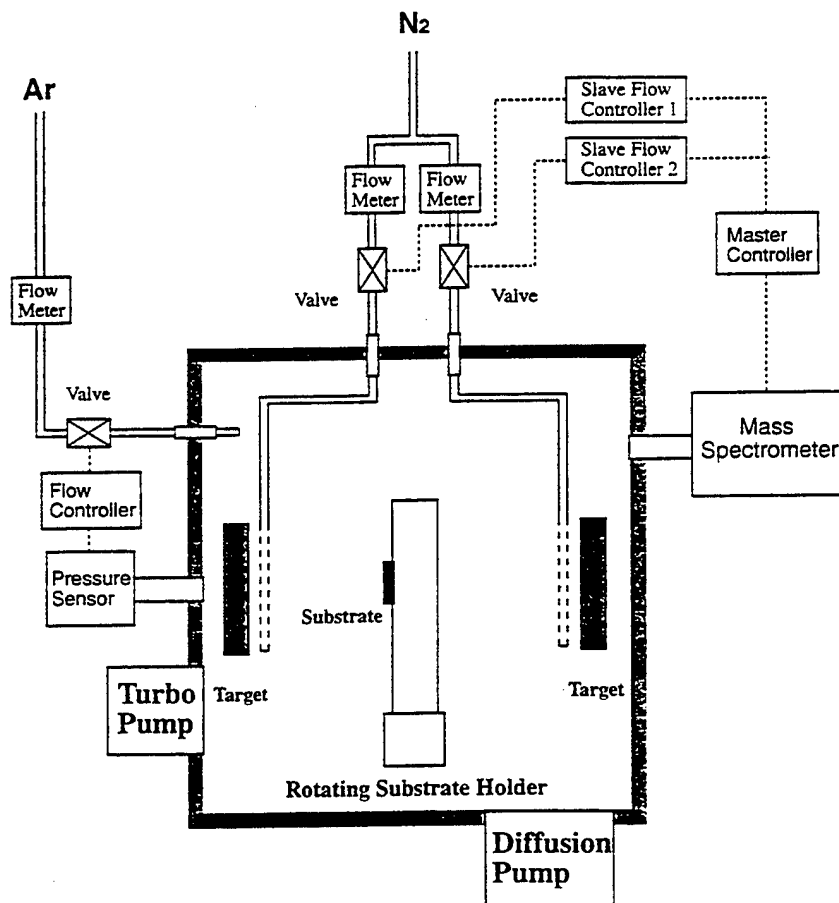 N2
Ar
Slave Flow
Controller 1
Slave Flow
Controller 2
Flow
Meter
Flow
Meter
Master
Controller
Flow
Meter
Valve
Valve
Valve
Mass
Spectrometer
Flow
Controller
Pressure
Sensor
Substrate
Turbo
Pump
Target
Target
Rotating Substrate Holder
Diffusion
Pump